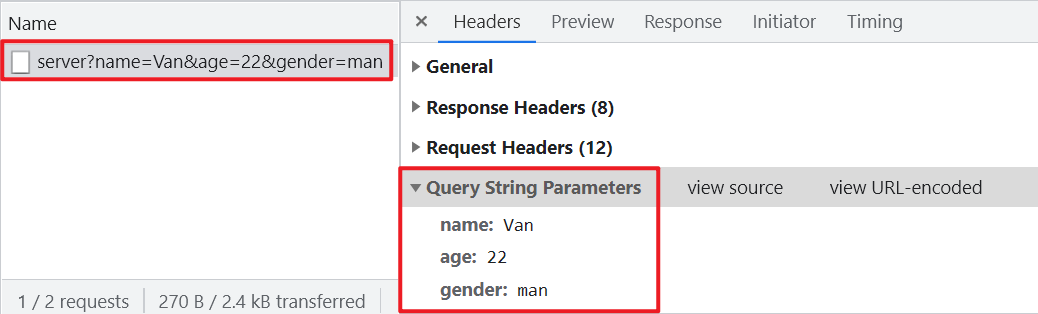 Name
server?name=Van&age=22&gender=man
1 / 2 requests
270 B / 2.4 kB transferred
× Headers Preview Response Initiator Timing
General
Response Headers (8)
Request Headers (12)
Query String Parameters view source view URL-encoded
name: Van
age: 22
gender: man